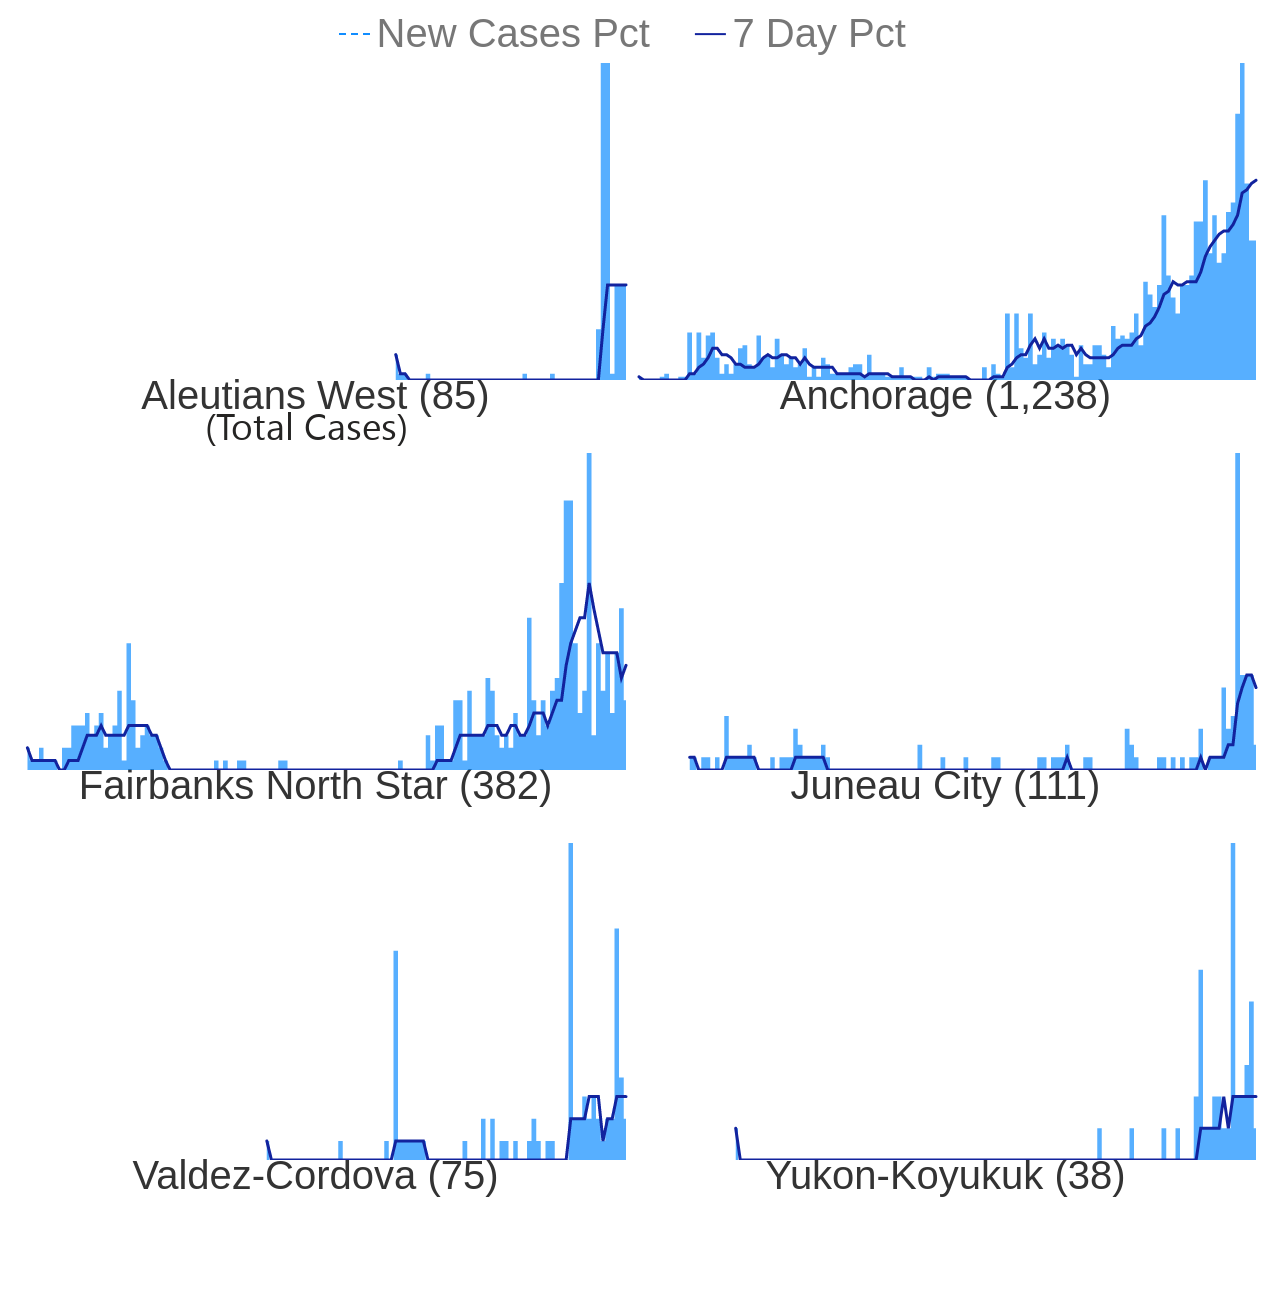 New Cases Pct 7 Day Pct
Aleutians West (85)
(Total Cases)
Anchorage (1,238)
Fairbanks North Star (382)
Juneau City (111)
Valdez-Cordova (75)
Yukon-Koyukuk (38)